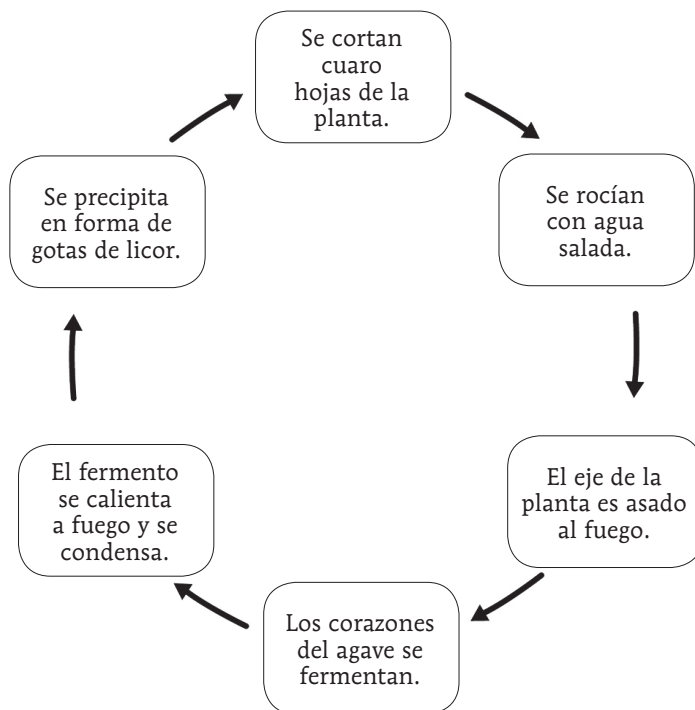 Se cortan
cuaro
hojas de la
planta.
Se rocían
con agua
salada.
El eje de la
planta es asado
al fuego.
Los corazones
del agave se
fermentan.
El fermento
se calienta
a fuego y se
condensa.
Se precipita
en forma de
gotas de licor.